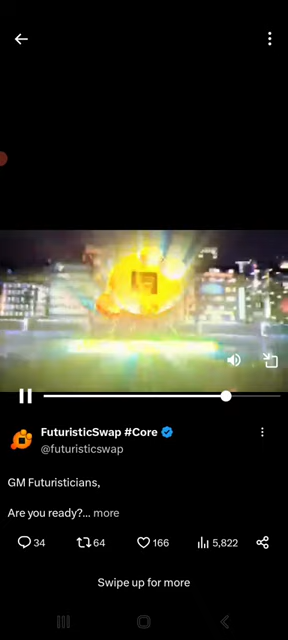 FuturisticSwap #Core
@futuristicswap
GM Futuristicians,
Are you ready?... more
34
64
166
5,822
Swipe up for more